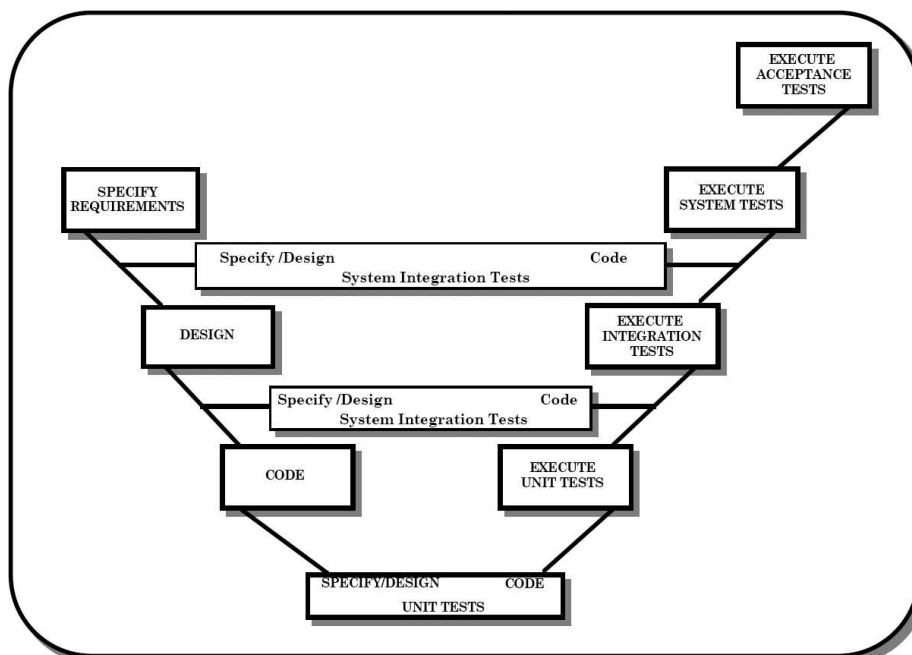 EXECUTE
ACCEPTANCE
TESTS
SPECIFY
REQUIREMENTS
EXECUTE
SYSTEM TESTS
Specify /Design Code
System Integration Tests
DESIGN
EXECUTE
INTEGRATION
TESTS
Specify /Design Code
System Integration Tests
CODE
EXECUTE
UNIT TESTS
SPECIFY/DESIGN CODE
UNIT TESTS